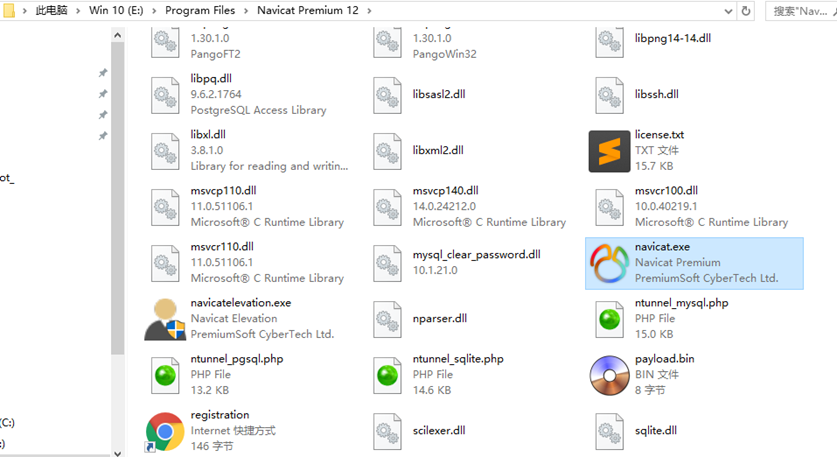 此电脑 > Win 10 (E:) > Program Files > Navicat Premium 12 >
搜索"Nav...
1.30.1.0
PangoFT2
1.30.1.0
PangoWin32
libpng14-14.dll
libpq.dll
9.6.2.1764
PostgreSQL Access Library
libsasl2.dll
libssh.dll
libxl.dll
3.8.1.0
Library for reading and writin...
libxml2.dll
license.txt
TXT 文件
15.7 KB
ot_
msvcp110.dll
11.0.51106.1
Microsoft® C Runtime Library
msvcp140.dll
14.0.24212.0
Microsoft® C Runtime Library
msvcr100.dll
10.0.40219.1
Microsoft® C Runtime Library
msvcr110.dll
11.0.51106.1
Microsoft® C Runtime Library
mysql_clear_password.dll
10.1.21.0
navicat.exe
Navicat Premium
PremiumSoft CyberTech Ltd.
navicatelevation.exe
Navicat Elevation
PremiumSoft CyberTech Ltd.
nparser.dll
ntunnel_mysql.php
PHP File
15.0 KB
ntunnel_pgsql.php
PHP File
13.2 KB
ntunnel_sqlite.php
PHP File
14.6 KB
payload.bin
BIN 文件
8 字节
(C:)
:)
registration
Internet 快捷方式
146 字节
scilexer.dll
sqlite.dll